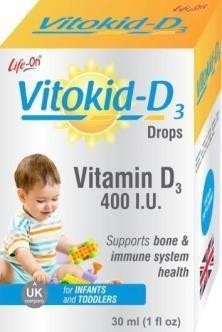 Life-On
Vitokid-D3
Drops
Vitamin D3
400 I.U.
Supports bone &
immune system
health
UK
company
for INFANTS
and TODDLERS
30 ml (1 fl oz)